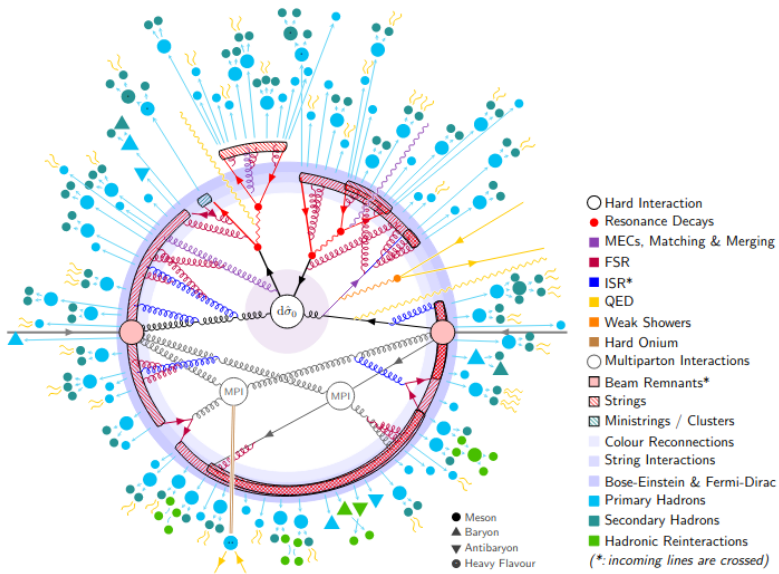 dσ̂₀
MPI
MPI
Hard Interaction
Resonance Decays
MECs, Matching & Merging
FSR
ISR*
QED
Weak Showers
Hard Onium
Multiparton Interactions
Beam Remnants*
Strings
Ministrings / Clusters
Colour Reconnections
String Interactions
Bose-Einstein & Fermi-Dirac
Primary Hadrons
Secondary Hadrons
Hadronic Reinteractions
(*: incoming lines are crossed)
Meson
Baryon
Antibaryon
Heavy Flavour